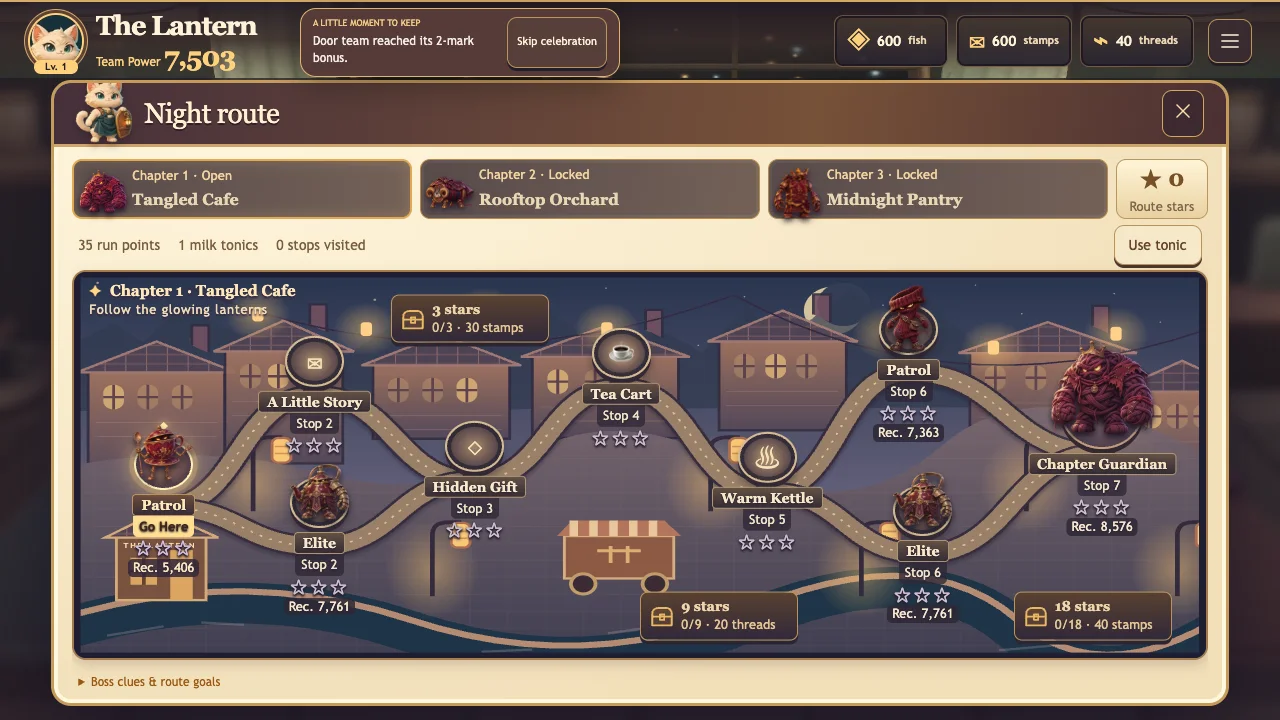 The Lantern
Lv. 1
Team Power 7,503
A LITTLE MOMENT TO KEEP
Door team reached its 2-mark
bonus.
Skip celebration
600 fish
600 stamps
40 threads
Night route
Chapter 1 · Open
Tangled Cafe
Chapter 2 · Locked
Rooftop Orchard
Chapter 3 · Locked
Midnight Pantry
★ 0
Route stars
35 run points
1 milk tonics
0 stops visited
Use tonic
Chapter 1 · Tangled Cafe
Follow the glowing lanterns
3 stars
0/3 · 30 stamps
Patrol
Go Here
Rec. 5,406
A Little Story
Stop 2
Elite
Stop 2
Rec. 7,761
Hidden Gift
Stop 3
Tea Cart
Stop 4
Warm Kettle
Stop 5
Patrol
Stop 6
Rec. 7,363
Elite
Stop 6
Rec. 7,761
Chapter Guardian
Stop 7
Rec. 8,576
9 stars
0/9 · 20 threads
18 stars
0/18 · 40 stamps
Boss clues & route goals